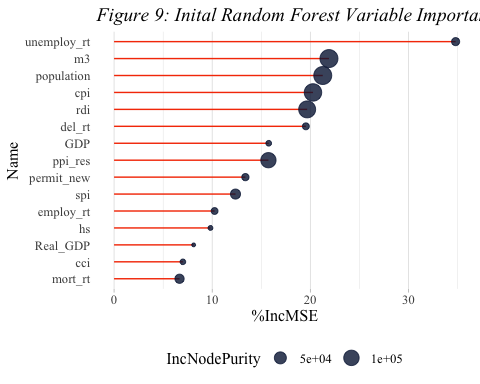 Figure 9: Inital Random Forest Variable Importa
unemploy_rt
m3
population
cpi
rdi
del_rt
GDP
ppi_res
permit_new
spi
employ_rt
hs
Real_GDP
cci
mort_rt
Name
0 10 20 30
%IncMSE
IncNodePurity 5e+04 1e+05